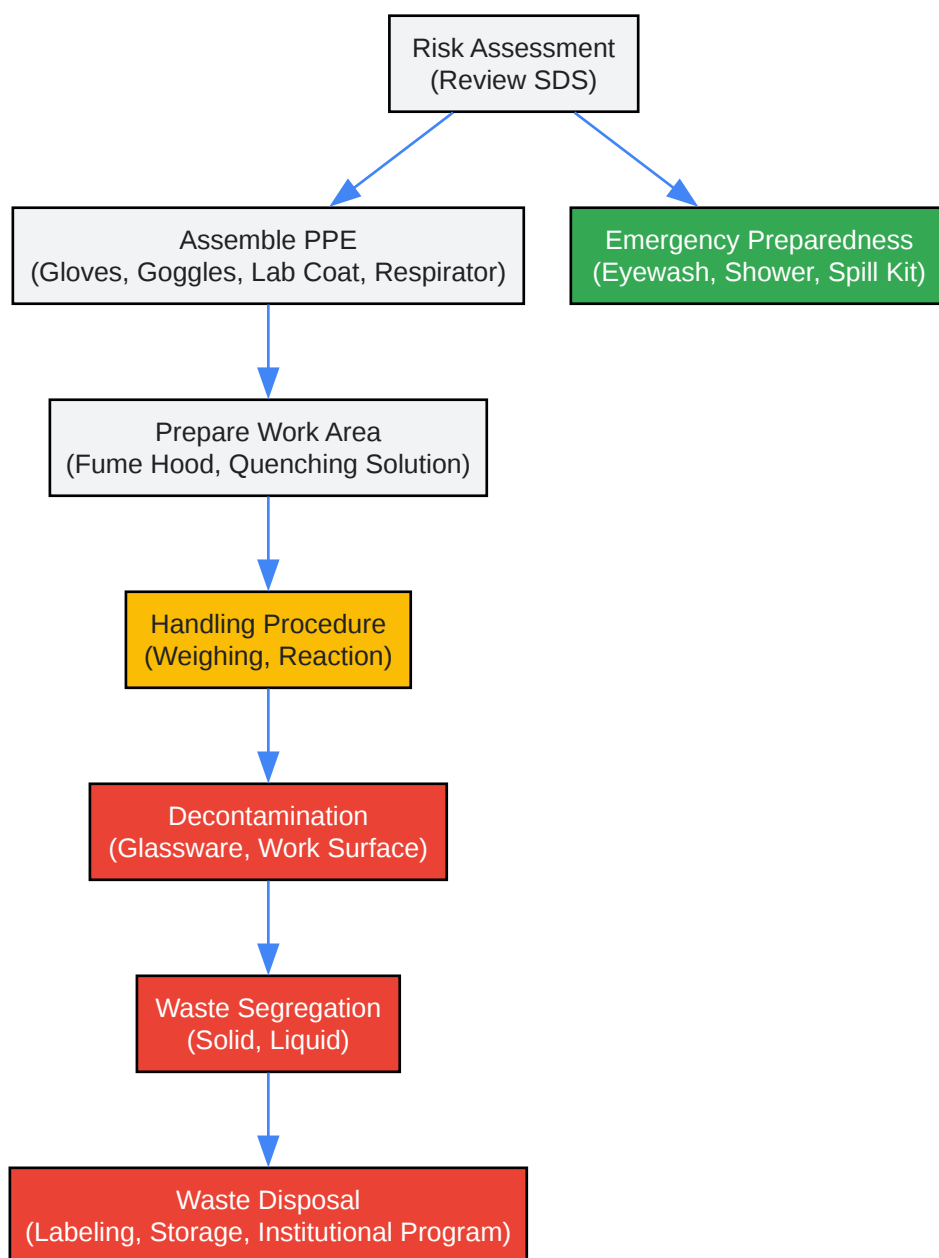 Risk Assessment
(Review SDS)
Assemble PPE
(Gloves, Goggles, Lab Coat, Respirator)
Emergency Preparedness
(Eyewash, Shower, Spill Kit)
Prepare Work Area
(Fume Hood, Quenching Solution)
Handling Procedure
(Weighing, Reaction)
Decontamination
(Glassware, Work Surface)
Waste Segregation
(Solid, Liquid)
Waste Disposal
(Labeling, Storage, Institutional Program)